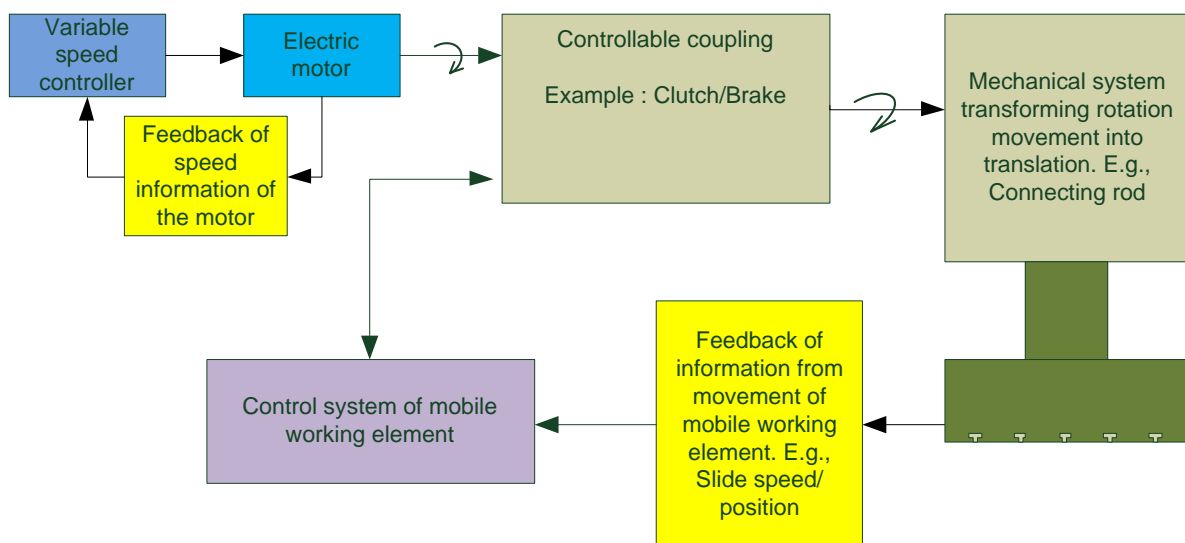 Variable
speed
controller
Electric
motor
Feedback of
speed
information of
the motor
Controllable coupling
Example : Clutch/Brake
Mechanical system
transforming rotation
movement into
translation. E.g.,
Connecting rod
Control system of mobile
working element
Feedback of
information from
movement of
mobile working
element. E.g.,
Slide speed/
position